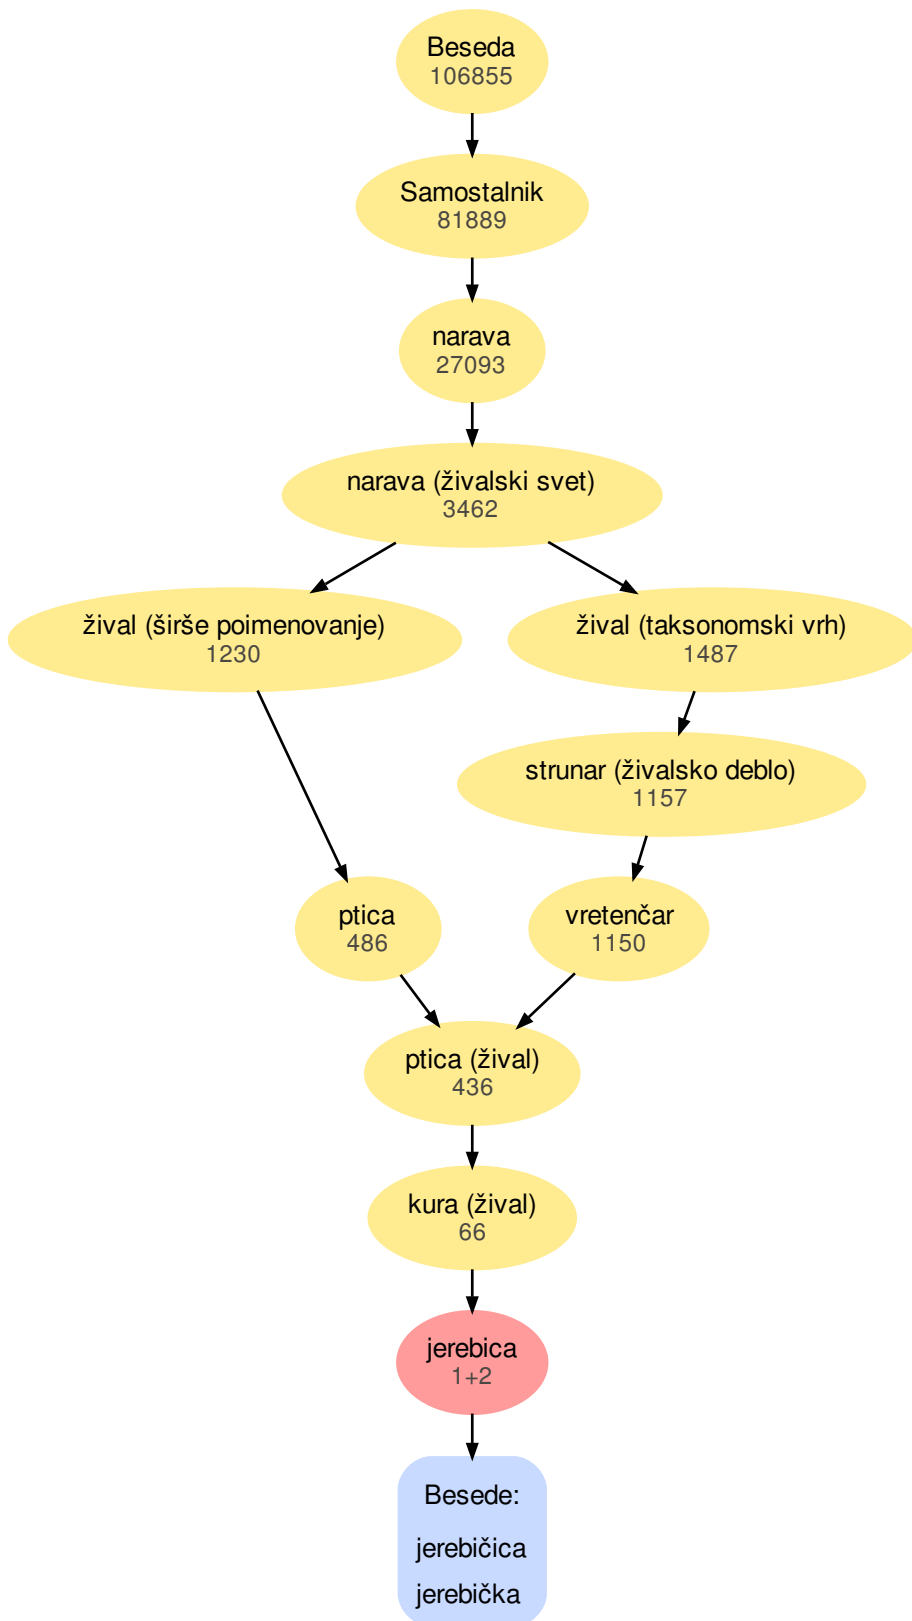 Beseda
106855
Samostalnik
81889
narava
27093
narava (živalski svet)
3462
žival (širše poimenovanje)
1230
žival (taksonomski vrh)
1487
strunar (živalsko deblo)
1157
ptica
486
vretenčar
1150
ptica (žival)
436
kura (žival)
66
jerebica
1+2
Besede:
jerebičica
jerebička